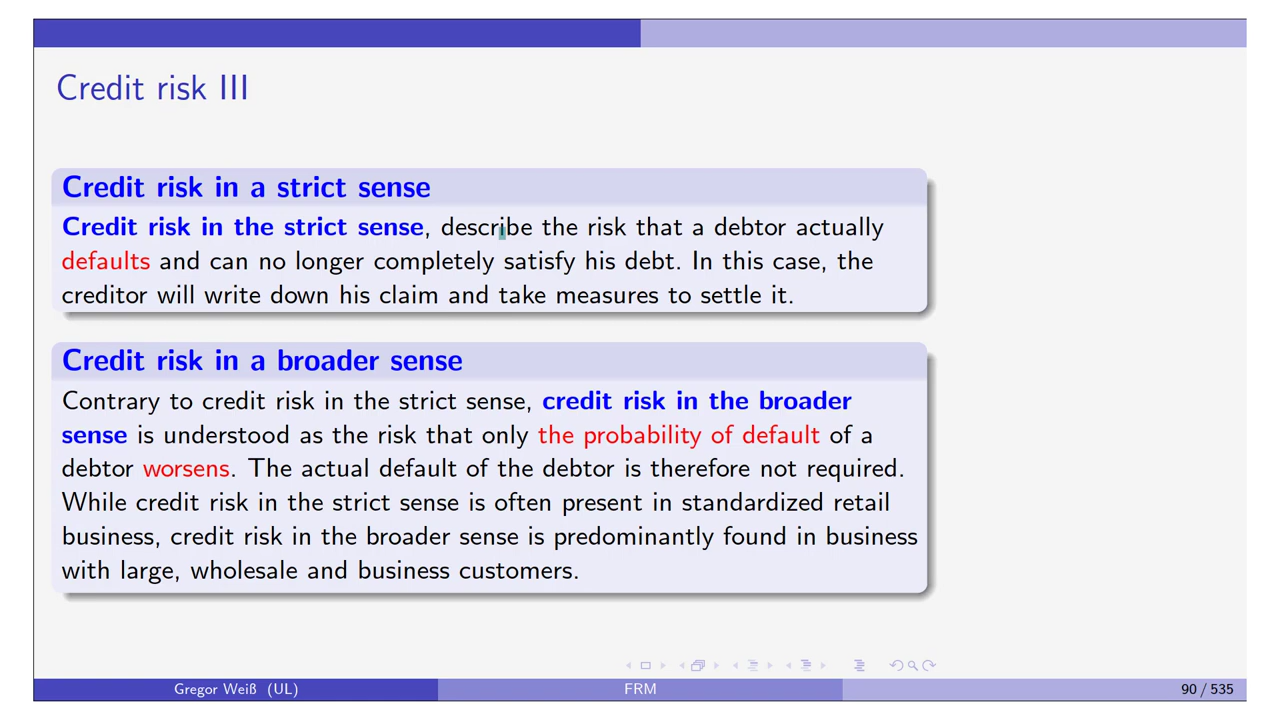 Credit risk III
Credit risk in a strict sense
Credit risk in the strict sense, describe the risk that a debtor actually
defaults and can no longer completely satisfy his debt. In this case, the
creditor will write down his claim and take measures to settle it.
Credit risk in a broader sense
Contrary to credit risk in the strict sense, credit risk in the broader
sense is understood as the risk that only the probability of default of a
debtor worsens. The actual default of the debtor is therefore not required.
While credit risk in the strict sense is often present in standardized retail
business, credit risk in the broader sense is predominantly found in business
with large, wholesale and business customers.
Gregor Weiß (UL)
FRM
90 / 535